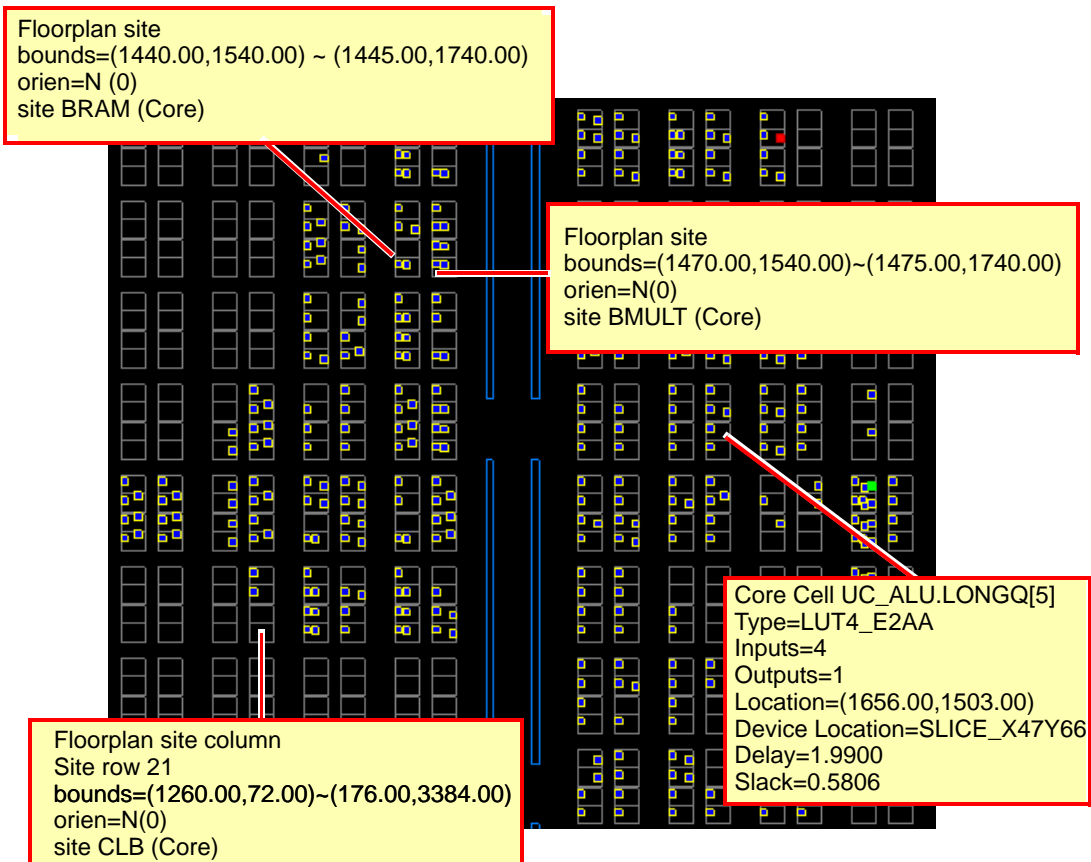 Floorplan site
bounds=(1440.00,1540.00) ~ (1445.00,1740.00)
orien=N (0)
site BRAM (Core)
Floorplan site
bounds=(1470.00,1540.00)~(1475.00,1740.00)
orien=N(0)
site BMULT (Core)
Core Cell UC_ALU.LONGQ[5]
Type=LUT4_E2AA
Inputs=4
Outputs=1
Location=(1656.00,1503.00)
Device Location=SLICE_X47Y66
Delay=1.9900
Slack=0.5806
Floorplan site column
Site row 21
bounds=(1260.00,72.00)~(176.00,3384.00)
orien=N(0)
site CLB (Core)